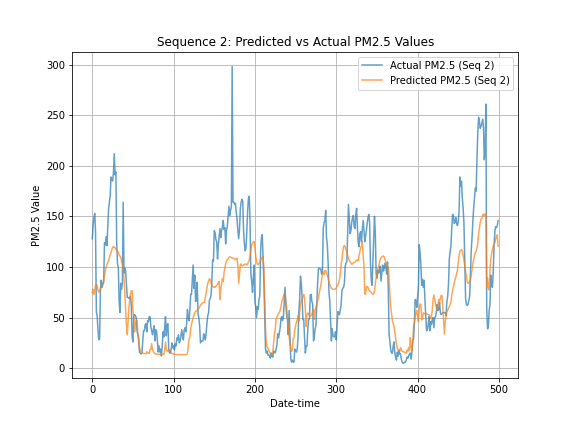 Sequence 2: Predicted vs Actual PM2.5 Values
Actual PM2.5 (Seq 2)
Predicted PM2.5 (Seq 2)
300
250
200
150
100
50
0
PM2.5 Value
0 100 200 300 400 500
Date-time